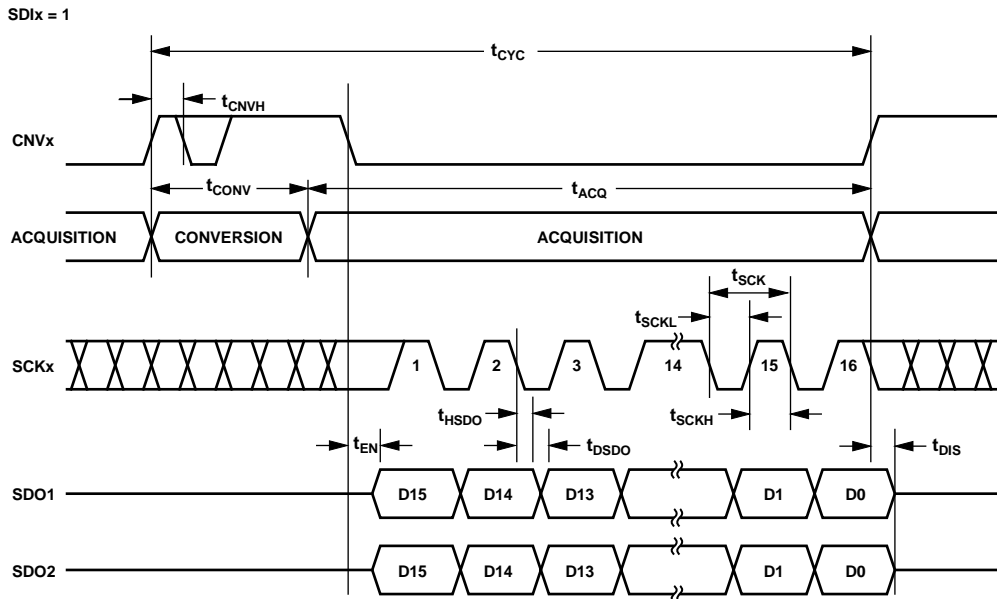 SDIx = 1
tCYC
tCNVH
CNVx
tCONV
tACQ
ACQUISITION
CONVERSION
ACQUISITION
tSCK
tSCKL
SCKx
1
2
3
14
15
16
tHSDO
tSCKH
tEN
tDSDO
tDIS
SDO1
D15
D14
D13
D1
D0
SDO2
D15
D14
D13
D1
D0